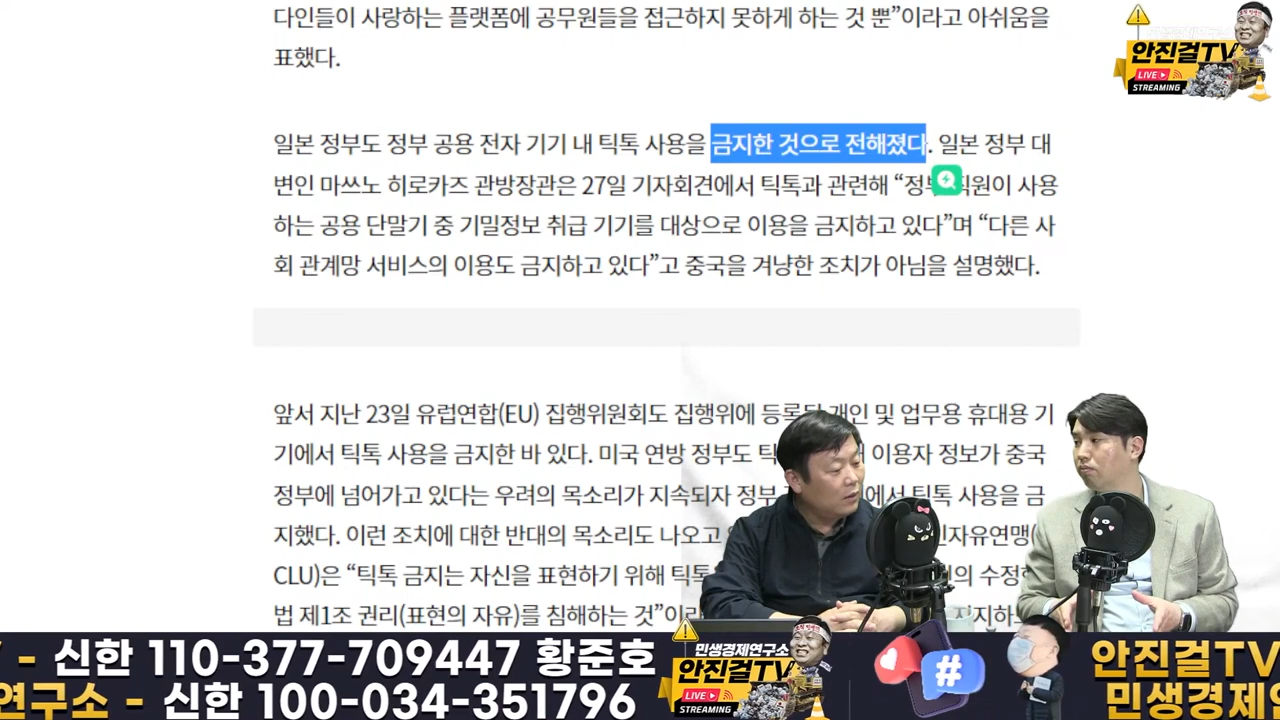 다인들이 사랑하는 플랫폼에 공무원들을 접근하지 못하게 하는 것 뿐”이라고 아쉬움을
표했다.
안진걸TV
LIVE
STREAMING
일본 정부도 정부 공용 전자 기기 내 틱톡 사용을 금지한 것으로 전해졌다. 일본 정부 대
변인 마쓰노 히로카즈 관방장관은 27일 기자회견에서 틱톡과 관련해 “정부 직원이 사용
하는 공용 단말기 중 기밀정보 취급 기기를 대상으로 이용을 금지하고 있다”며 “다른 사
회 관계망 서비스의 이용도 금지하고 있다”고 중국을 겨냥한 조치가 아님을 설명했다.
앞서 지난 23일 유럽연합(EU) 집행위원회도 집행위에 등록된 개인 및 업무용 휴대용 기
기에서 틱톡 사용을 금지한 바 있다. 미국 연방 정부도 이용자 정보가 중국
정부에 넘어가고 있다는 우려의 목소리가 지속되자 정부 에서 틱톡 사용을 금
지했다. 이런 조치에 대한 반대의 목소리도 나오고
CLU)은 “틱톡 금지는 자신을 표현하기 위해 틱톡 의 수정
법 제1조 권리(표현의 자유)를 침해하는 것”이라
- 신한 110-377-709447 황준호
연구소 - 신한 100-034-351796
민생경제연구소
안진걸TV
LIVE
STREAMING
#
안진걸TV
민생경제연